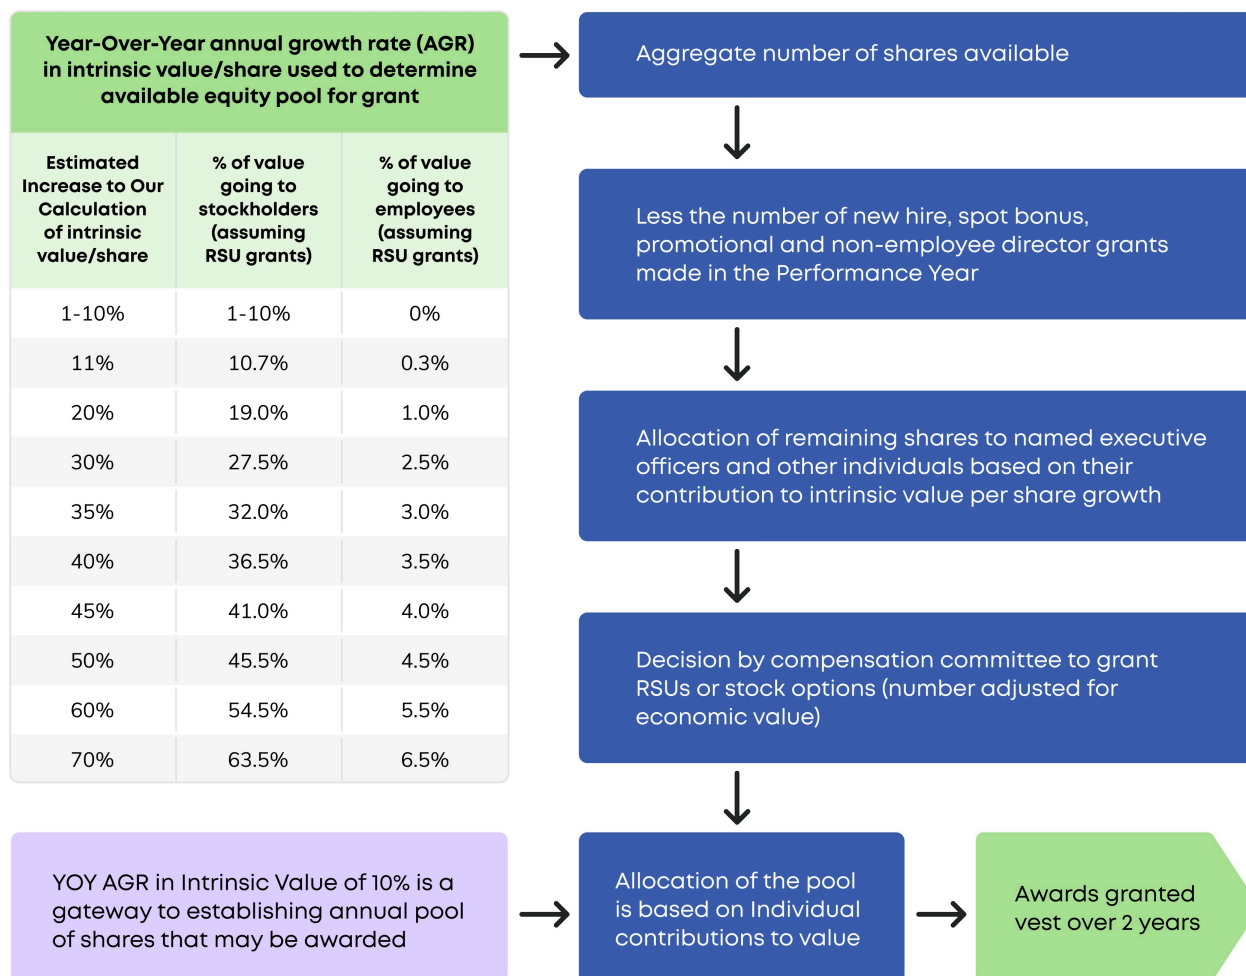 Year-Over-Year annual growth rate (AGR)
in intrinsic value/share used to determine
available equity pool for grant
Estimated
Increase to Our
Calculation
of intrinsic
value/share
% of value
going to
stockholders
(assuming
RSU grants)
% of value
going to
employees
(assuming
RSU grants)
1-10% 1-10% 0%
11% 10.7% 0.3%
20% 19.0% 1.0%
30% 27.5% 2.5%
35% 32.0% 3.0%
40% 36.5% 3.5%
45% 41.0% 4.0%
50% 45.5% 4.5%
60% 54.5% 5.5%
70% 63.5% 6.5%
Aggregate number of shares available
Less the number of new hire, spot bonus,
promotional and non-employee director grants
made in the Performance Year
Allocation of remaining shares to named executive
officers and other individuals based on their
contribution to intrinsic value per share growth
Decision by compensation committee to grant
RSUs or stock options (number adjusted for
economic value)
YOY AGR in Intrinsic Value of 10% is a
gateway to establishing annual pool
of shares that may be awarded
Allocation of the pool
is based on Individual
contributions to value
Awards granted
vest over 2 years